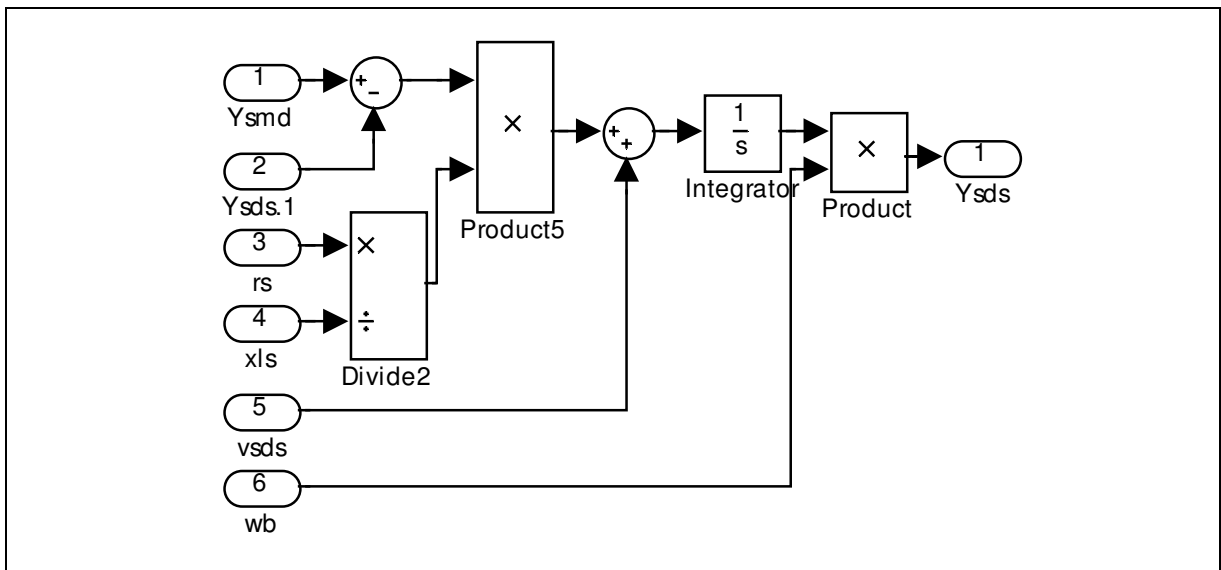 1
Ysmd
+
−
2
Ysds.1
3
rs
4
xls
×
÷
Divide2
×
Product5
+
+
1
s
Integrator
×
Product
1
Ysds
5
vsds
6
wb